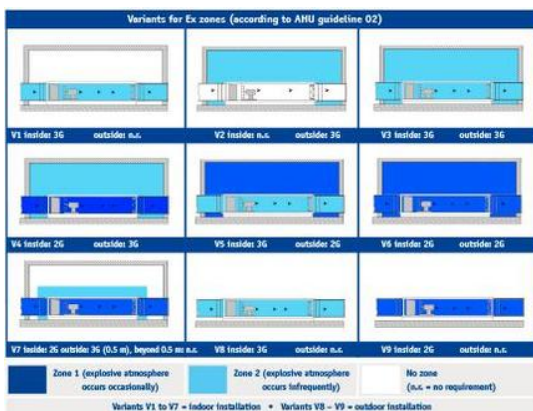 Variants for Ex zones (according to AHU guideline 02)
V1 inside: 3G outside: n.c. V2 inside: n.c. outside: 3G V3 inside: 3G outside: 3G
V4 inside: 2G outside: 3G V5 inside: 3G outside: 2G V6 inside: 2G outside: 2G
V7 inside: 2G outside: 3G (0.5 m), beyond 0.5 m: n.c. V8 inside: 3G outside: n.c. V9 inside: 2G outside: n.c.
Zone 1 (explosive atmosphere Zone 2 (explosive atmosphere No zone
occurs occasionally) occurs infrequently) (n.c. = no requirement)
Variants V1 to V7 = indoor installation • Variants V8 – V9 = outdoor installation